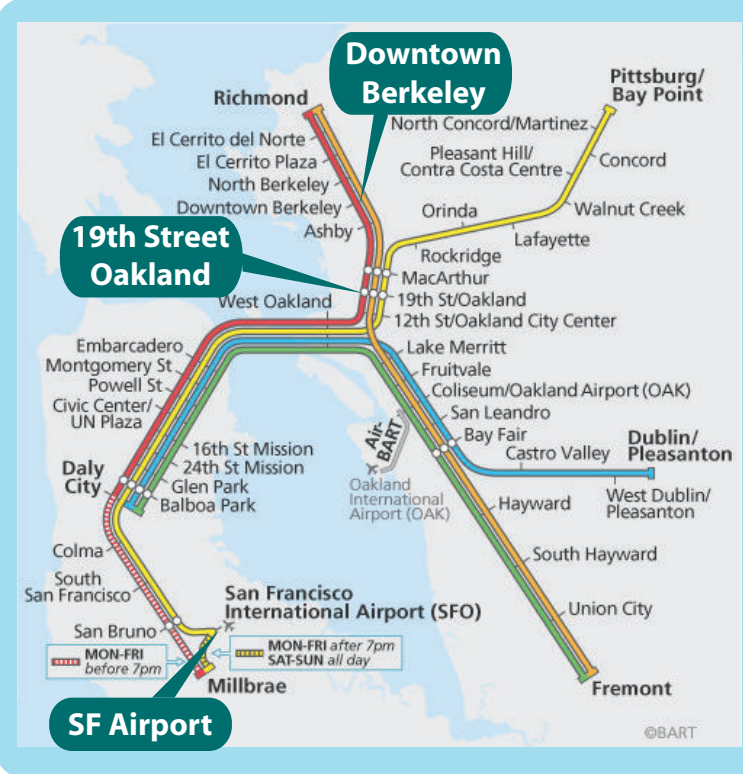 Downtown
Berkeley
Richmond
Pittsburg/
Bay Point
El Cerrito del Norte
North Concord/Martinez
El Cerrito Plaza
Pleasant Hill/
Contra Costa Centre
Concord
North Berkeley
Downtown Berkeley
Orinda
Walnut Creek
Ashby
Lafayette
19th Street
Oakland
Rockridge
MacArthur
West Oakland
19th St/Oakland
12th St/Oakland City Center
Embarcadero
Lake Merritt
Montgomery St
Fruitvale
Powell St
Coliseum/Oakland Airport (OAK)
Civic Center/
UN Plaza
San Leandro
Air-
BART
Bay Fair
Dublin/
Pleasanton
16th St Mission
Castro Valley
24th St Mission
Daly
City
Glen Park
Oakland
International
Airport (OAK)
West Dublin/
Pleasanton
Balboa Park
Hayward
Colma
South Hayward
South
San Francisco
San Francisco
International Airport (SFO)
Union City
San Bruno
MON-FRI
before 7pm
MON-FRI after 7pm
SAT-SUN all day
Millbrae
Fremont
SF Airport
©BART